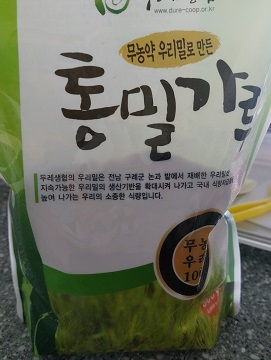 www.dure-coop.or.kr
무농약 우리밀로 만든
통밀가루
두레생협의 우리밀은 전남 구례군 논과 밭에서 재배한 우리밀로
지속가능한 우리밀의 생산기반을 확대시켜 나가고 국내
높여 나가는 우리의 소중한 식량입니다.
무농
우리